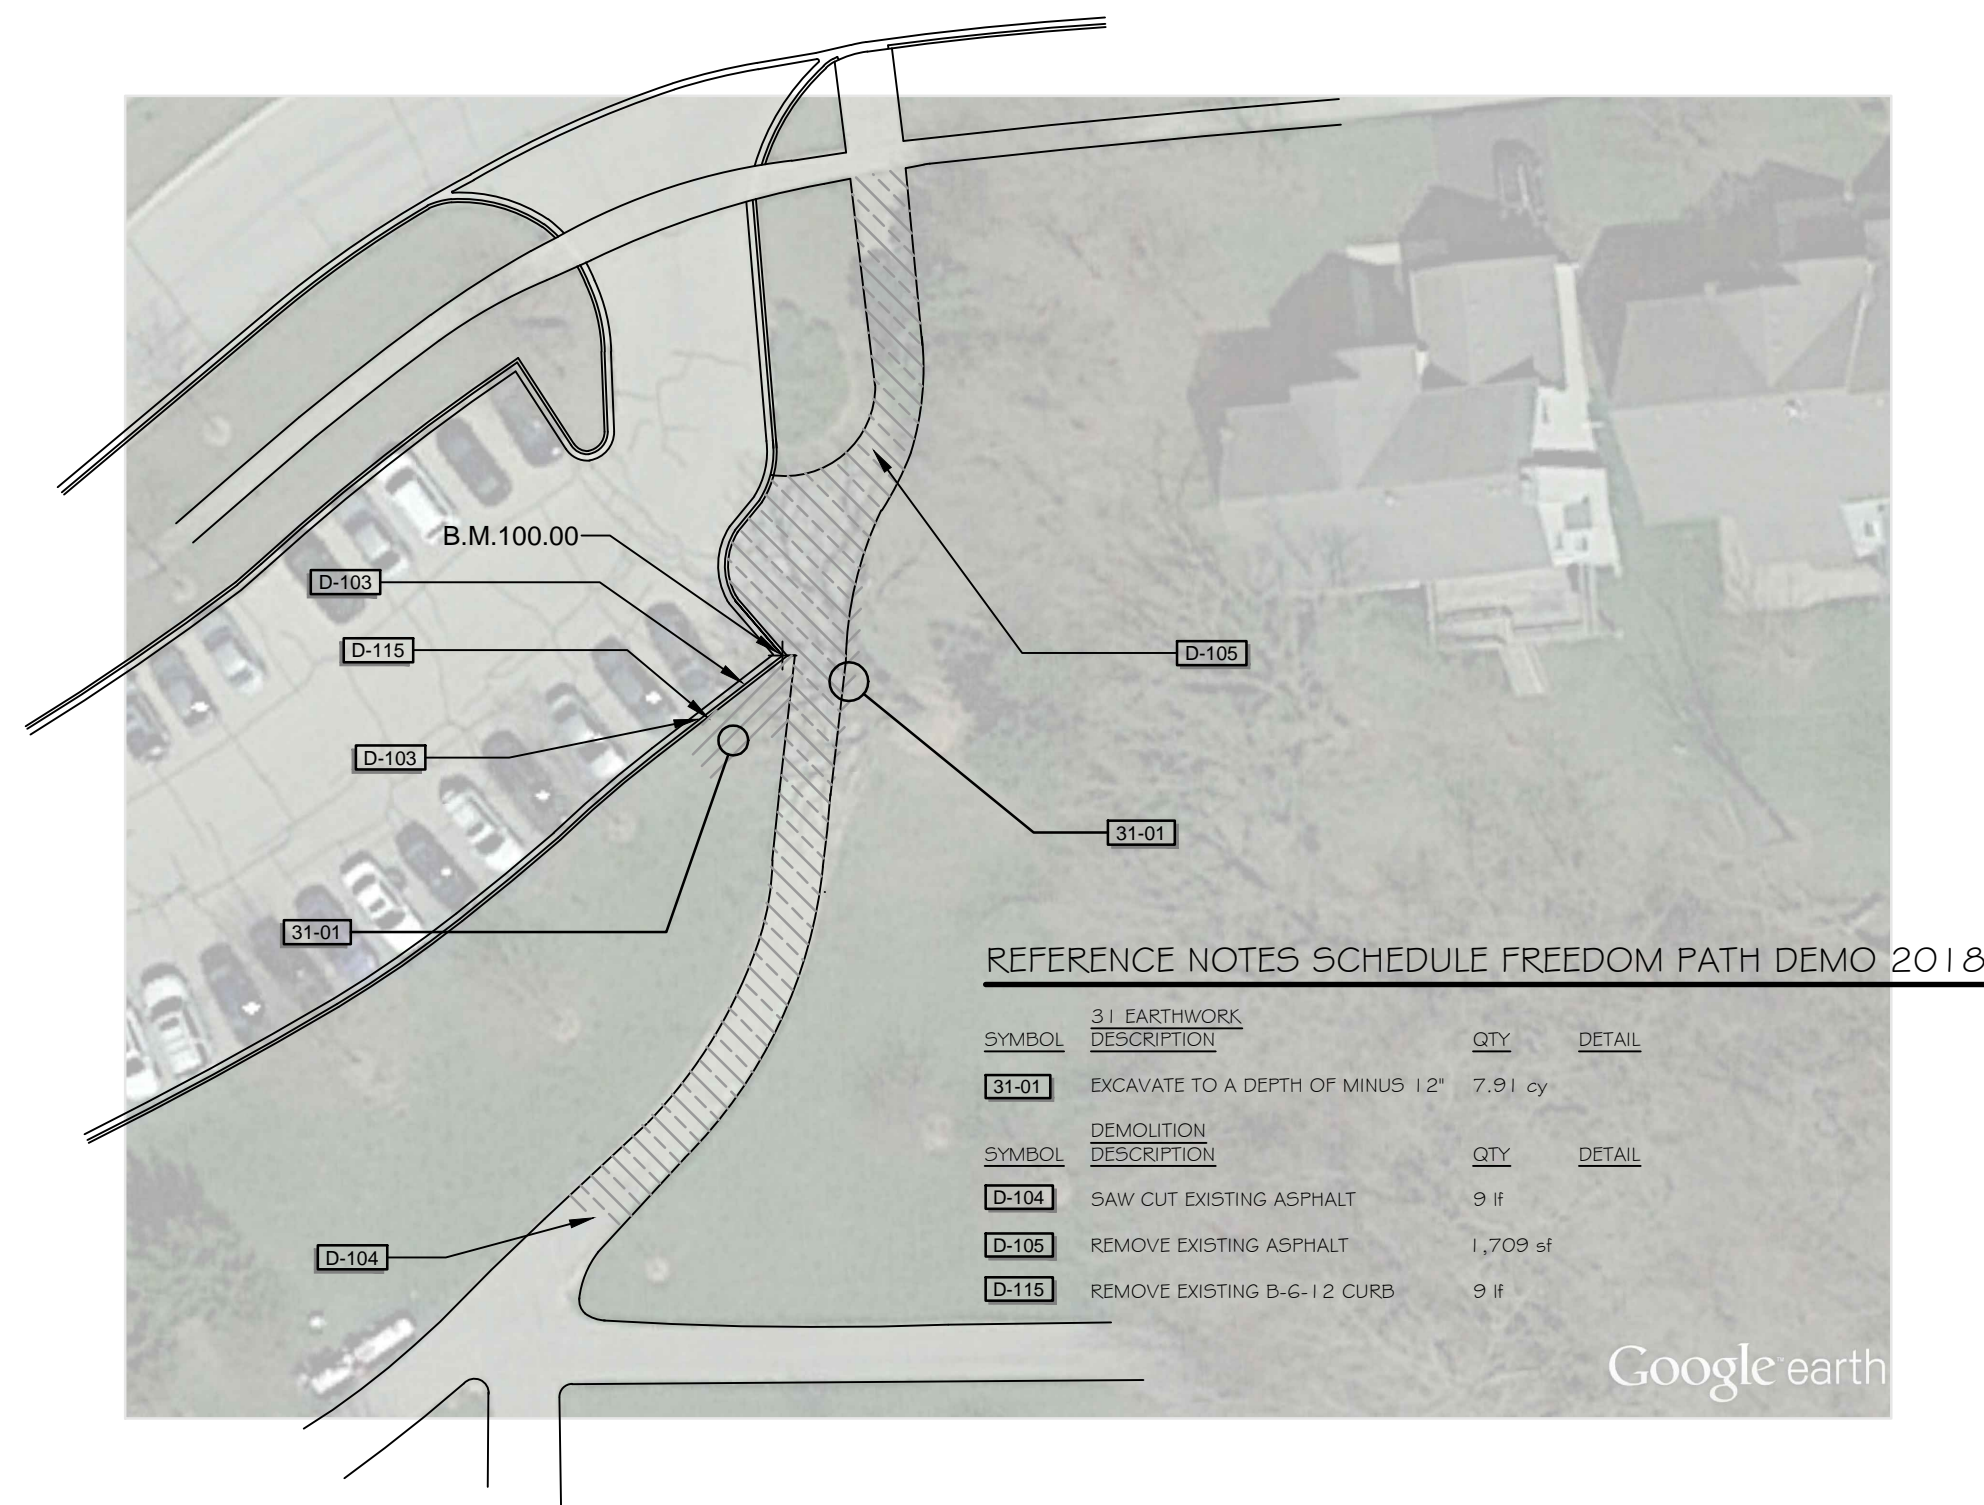 B.M.100.00
D-103
D-115
D-105
D-103
31-01
31-01
D-104
REFERENCE NOTES SCHEDULE FREEDOM PATH DEMO 2018
31 EARTHWORK
SYMBOL DESCRIPTION QTY DETAIL
31-01 EXCAVATE TO A DEPTH OF MINUS 12" 7.91 cy
DEMOLITION
SYMBOL DESCRIPTION QTY DETAIL
D-104 SAW CUT EXISTING ASPHALT 9 lf
D-105 REMOVE EXISTING ASPHALT 1,709 sf
D-115 REMOVE EXISTING B-6-12 CURB 9 lf
Google™ earth